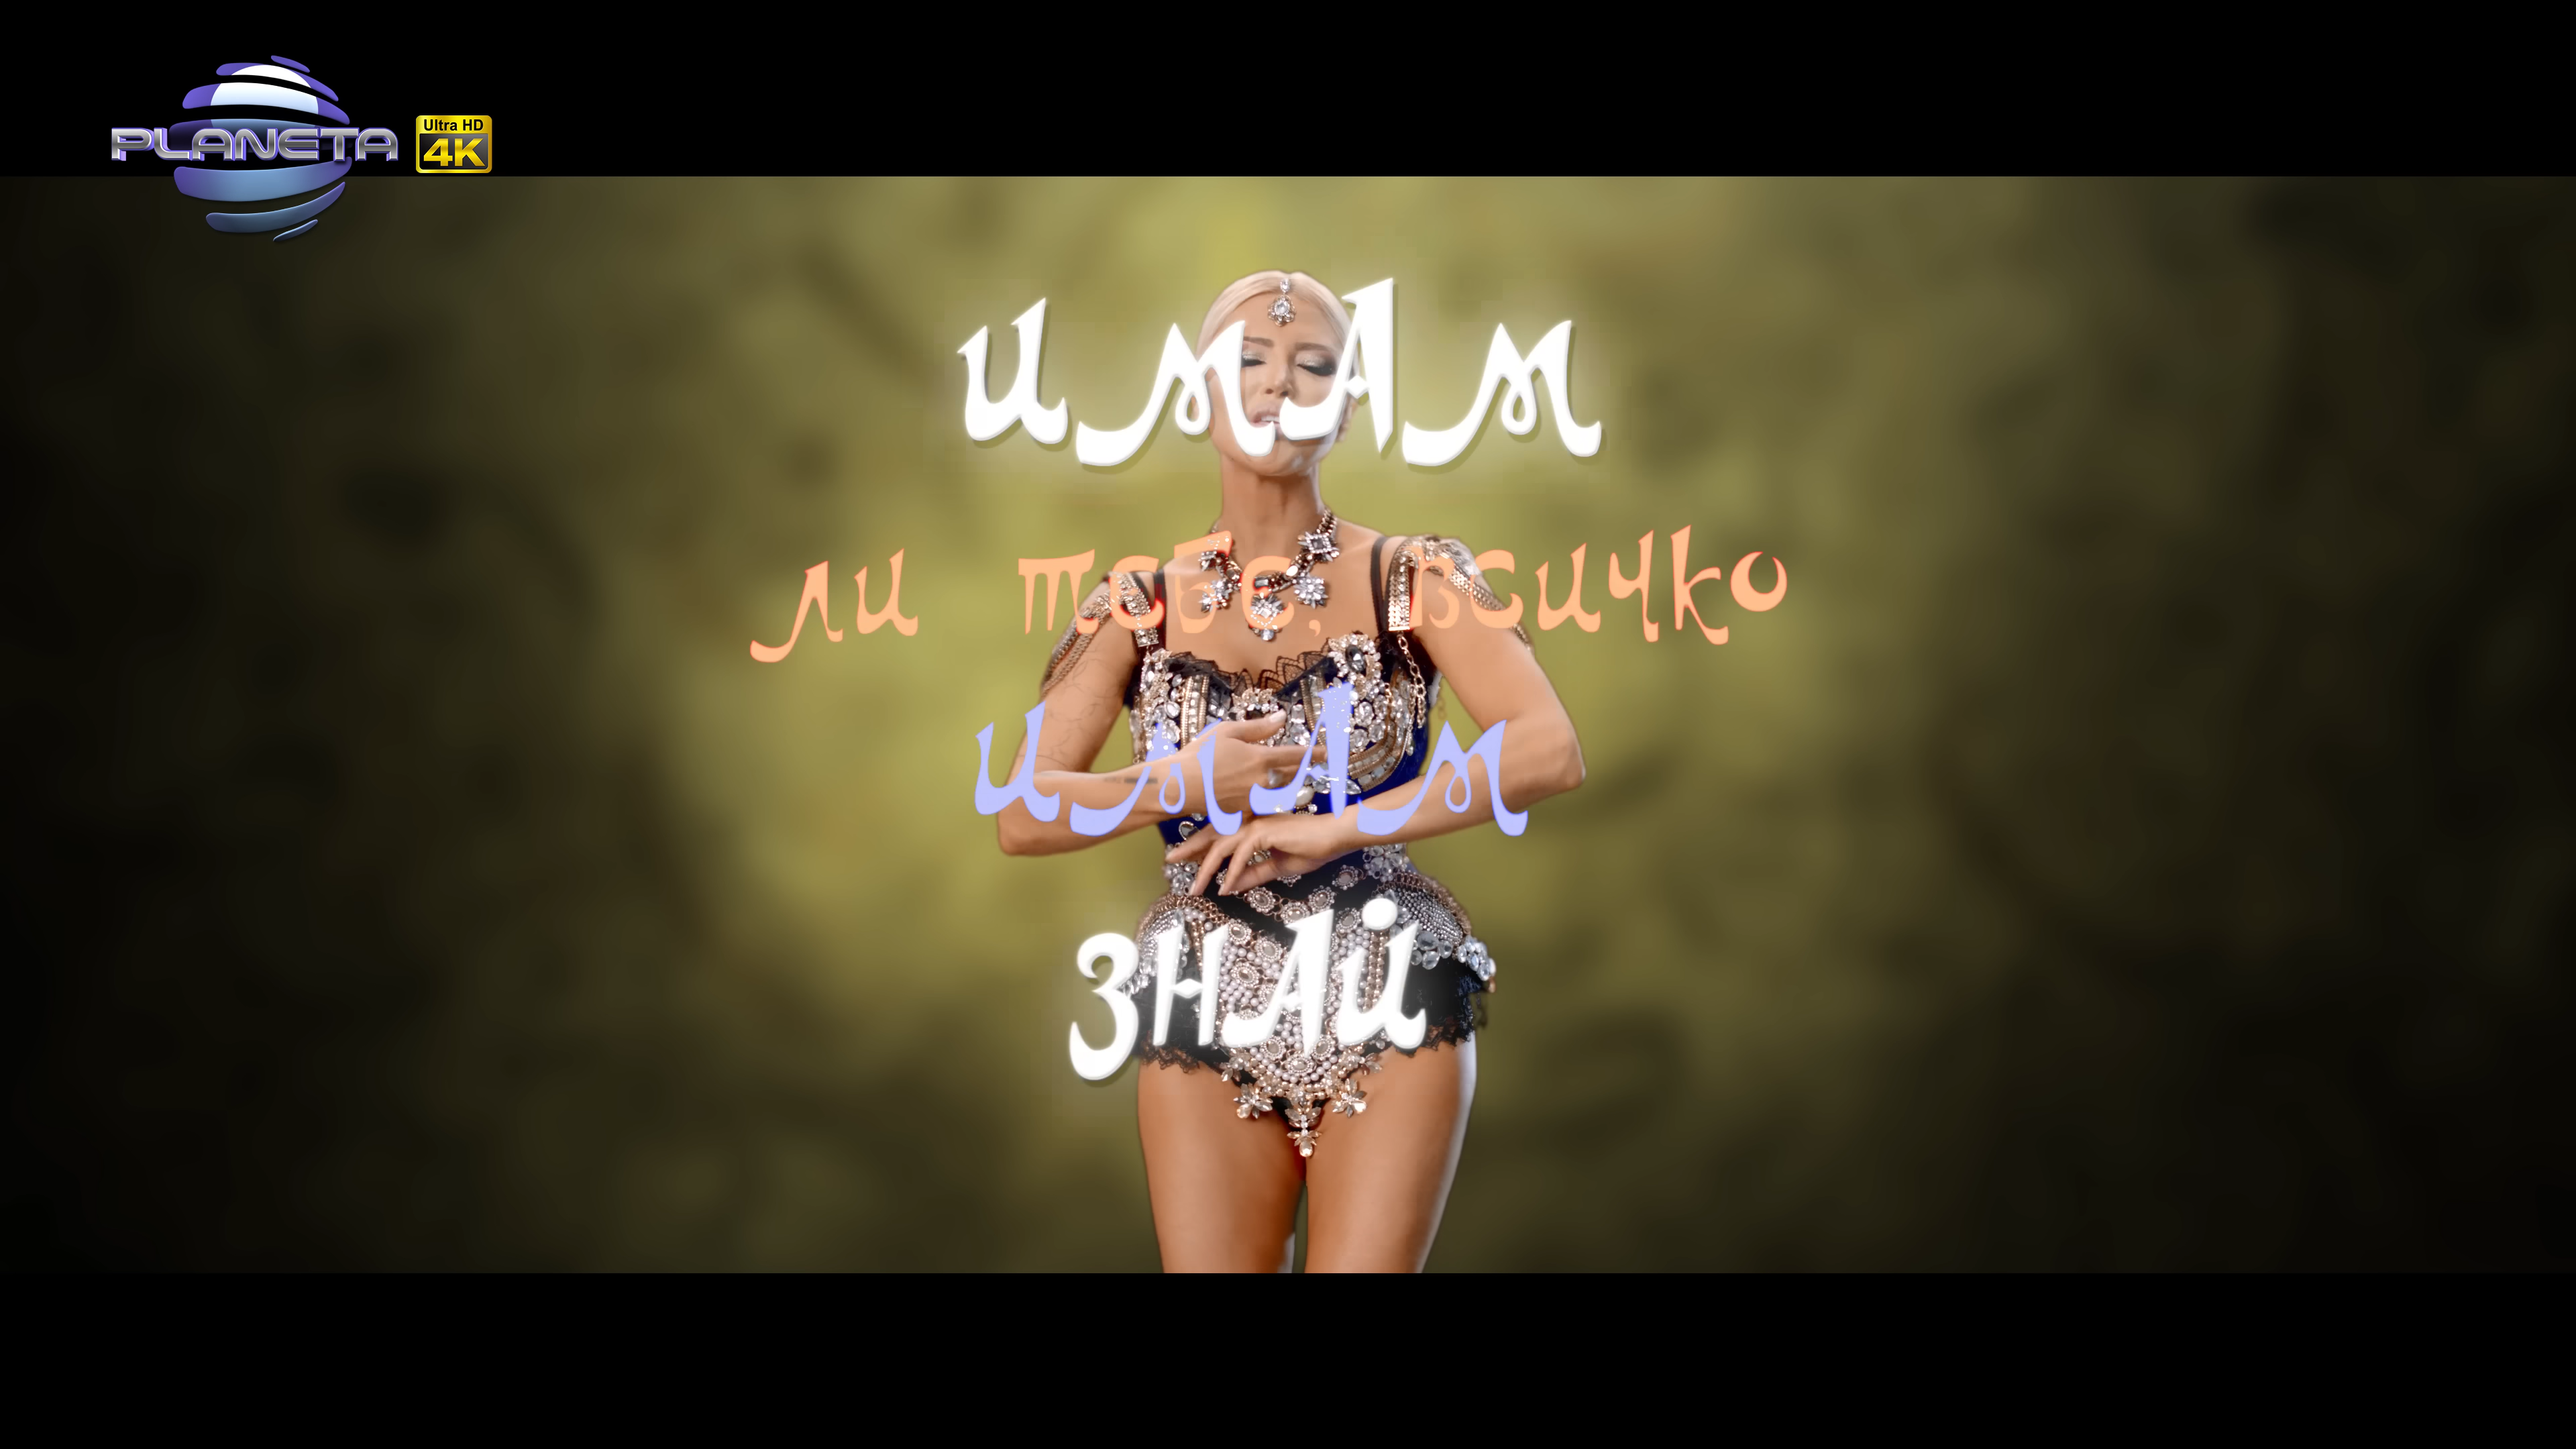 PLANETA
Ultra HD
4K
имам
ли тебе, всичко
имам
знай